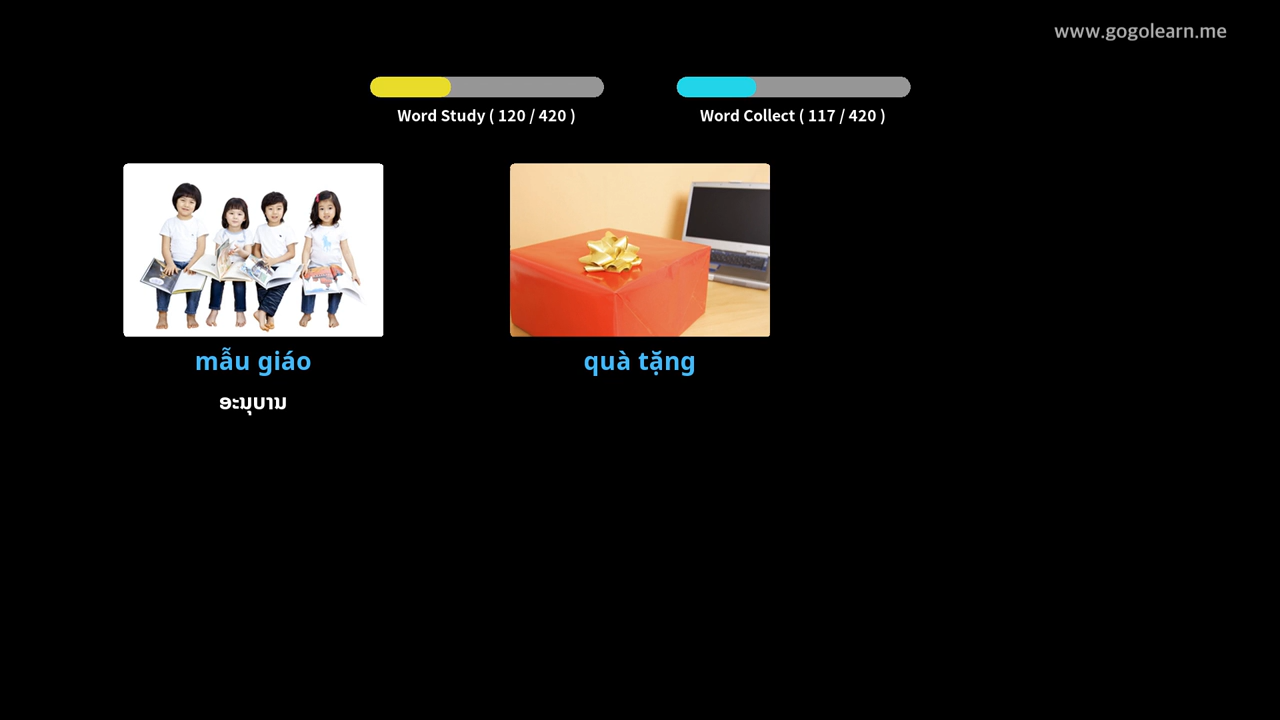 www.gogolearn.me
Word Study ( 120 / 420 )
Word Collect ( 117 / 420 )
mẫu giáo
quà tặng
ອະນຸບານ